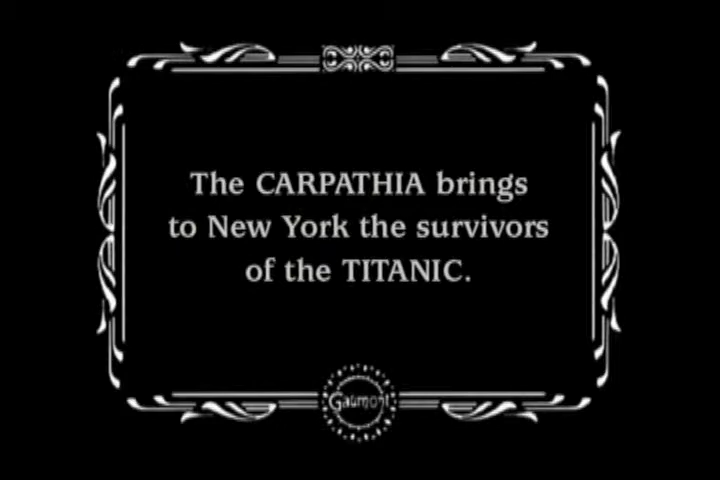 The CARPATHIA brings
to New York the survivors
of the TITANIC.
Gaumont